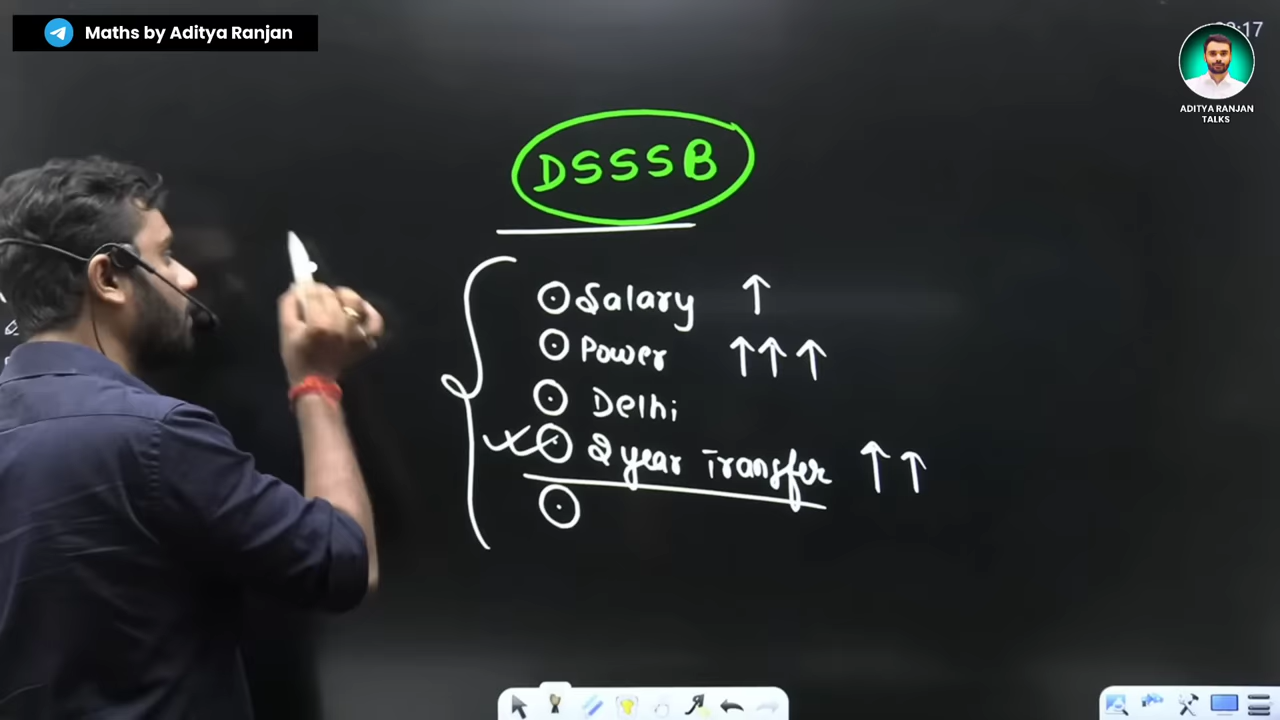 Maths by Aditya Ranjan
ADITYA RANJAN
TALKS
DSSSB
Salary ↑
Power ↑↑↑
Delhi
2 year Transfer ↑↑